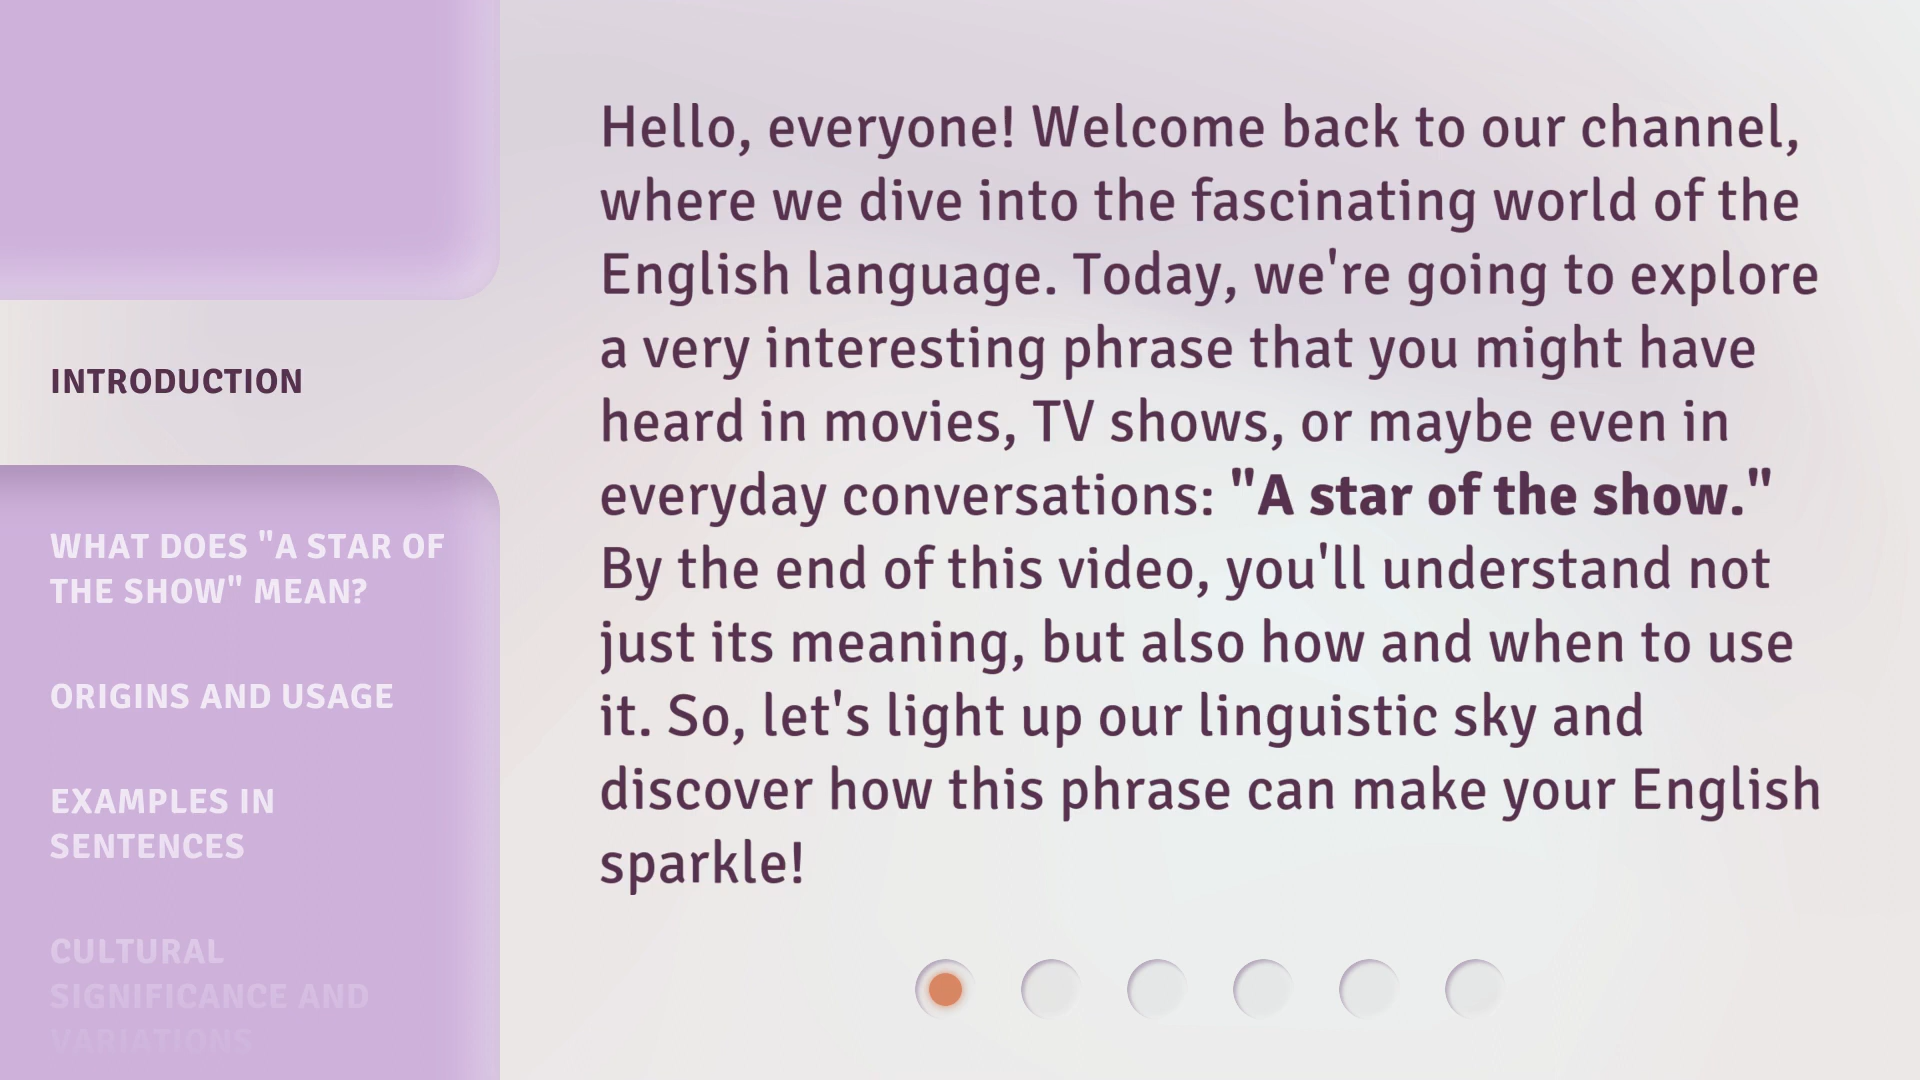 INTRODUCTION
WHAT DOES "A STAR OF
THE SHOW" MEAN?
ORIGINS AND USAGE
EXAMPLES IN
SENTENCES
CULTURAL
SIGNIFICANCE AND
VARIATIONS
Hello, everyone! Welcome back to our channel,
where we dive into the fascinating world of the
English language. Today, we're going to explore
a very interesting phrase that you might have
heard in movies, TV shows, or maybe even in
everyday conversations: "A star of the show."
By the end of this video, you'll understand not
just its meaning, but also how and when to use
it. So, let's light up our linguistic sky and
discover how this phrase can make your English
sparkle!